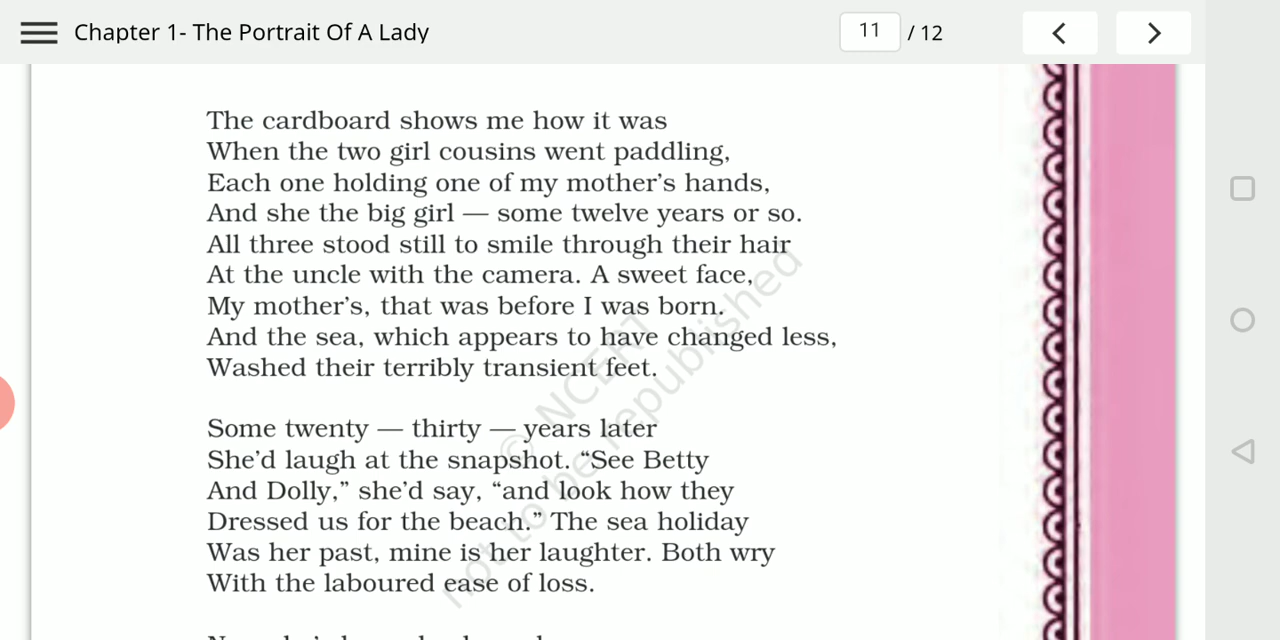 Chapter 1- The Portrait Of A Lady
11 / 12
The cardboard shows me how it was
When the two girl cousins went paddling,
Each one holding one of my mother's hands,
And she the big girl — some twelve years or so.
All three stood still to smile through their hair
At the uncle with the camera. A sweet face,
My mother's, that was before I was born.
And the sea, which appears to have changed less,
Washed their terribly transient feet.
Some twenty — thirty — years later
She'd laugh at the snapshot. “See Betty
And Dolly,” she'd say, “and look how they
Dressed us for the beach.” The sea holiday
Was her past, mine is her laughter. Both wry
With the laboured ease of loss.
© NCERT
not to be republished